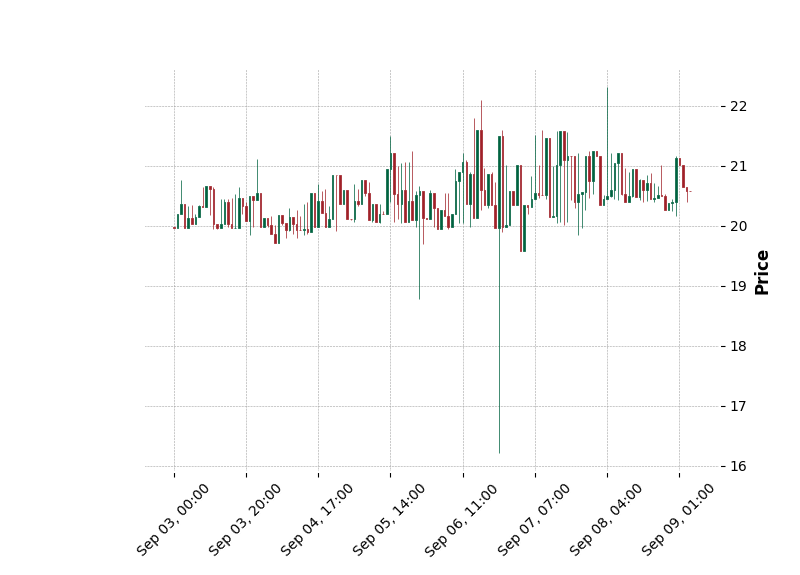 22
21
20
19
18
17
16
Price
Sep 03, 00:00
Sep 03, 20:00
Sep 04, 17:00
Sep 05, 14:00
Sep 06, 11:00
Sep 07, 07:00
Sep 08, 04:00
Sep 09, 01:00